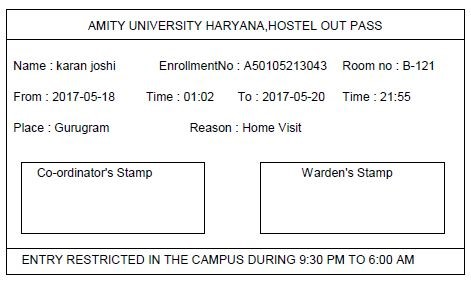 AMITY UNIVERSITY HARYANA,HOSTEL OUT PASS
Name : karan joshi EnrollmentNo : A50105213043 Room no : B-121
From : 2017-05-18 Time : 01:02 To : 2017-05-20 Time : 21:55
Place : Gurugram Reason : Home Visit
Co-ordinator's Stamp Warden's Stamp
ENTRY RESTRICTED IN THE CAMPUS DURING 9:30 PM TO 6:00 AM